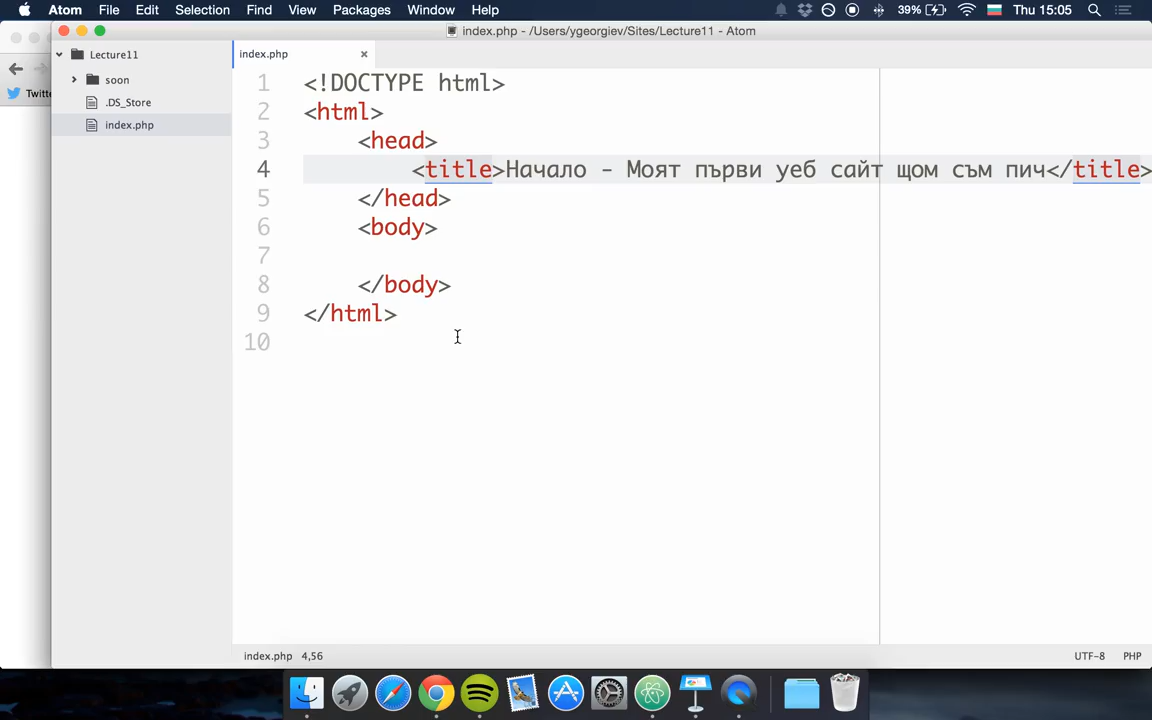 Atom File Edit Selection Find View Packages Window Help 39% Thu 15:05
index.php - /Users/ygeorgiev/Sites/Lecture11 - Atom
Lecture11
index.php
soon
.DS_Store
index.php
Twitte
1 <!DOCTYPE html>
2 <html>
3 <head>
4 <title>Начало - Моят първи уеб сайт щом съм пич</title>
5 </head>
6 <body>
7
8 </body>
9 </html>
10
index.php 4,56 UTF-8 PHP